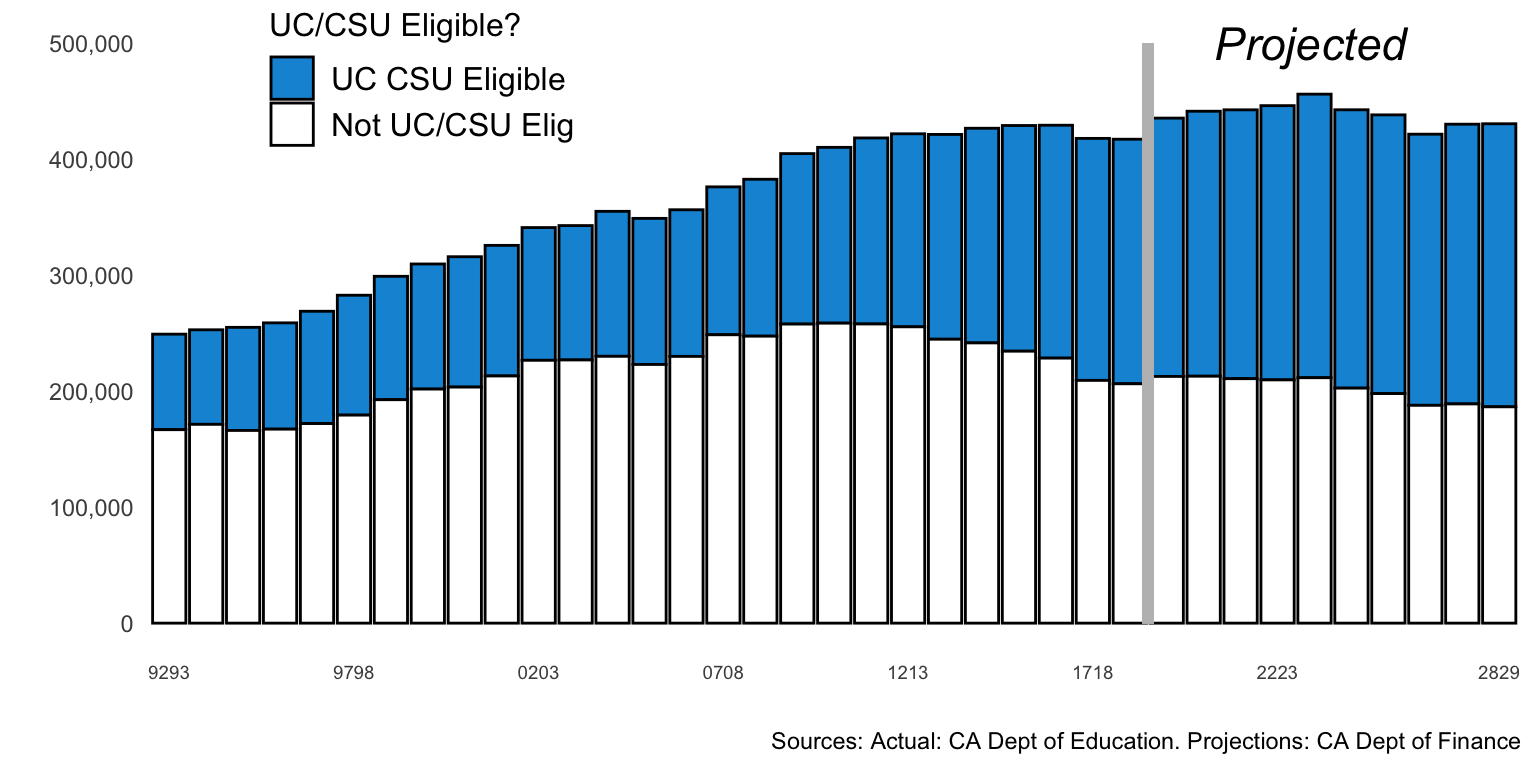 UC/CSU Eligible?
UC CSU Eligible
Not UC/CSU Elig
Projected
500,000
400,000
300,000
200,000
100,000
0
9293 9798 0203 0708 1213 1718 2223 2829
Sources: Actual: CA Dept of Education. Projections: CA Dept of Finance